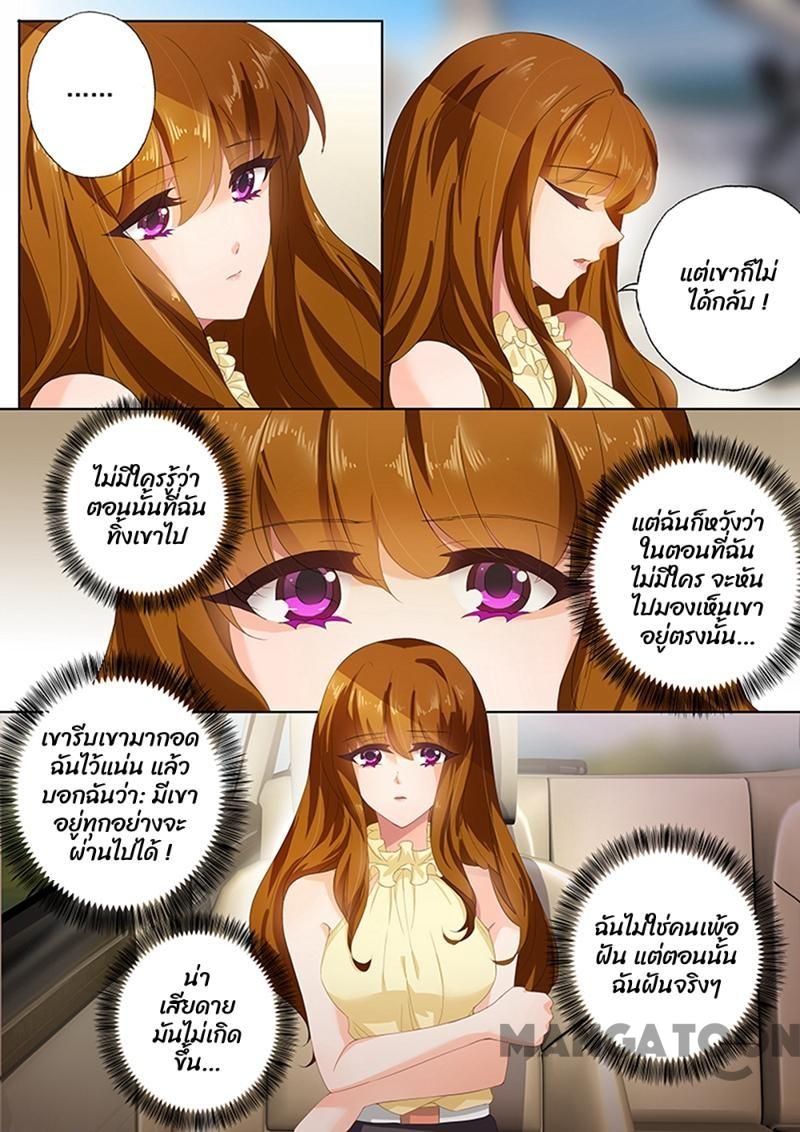 ......
แต่เขาก็ไม่
ได้กลับ !
ไม่มีใครรู้ว่า
ตอนนั้นที่ฉัน
ทิ้งเขาไป
แต่ฉันก็หวังว่า
ในตอนที่ฉัน
ไม่มีใคร จะหัน
ไปมองเห็นเขา
อยู่ตรงนั้น...
เขารีบเขามากอด
ฉันไว้แน่น แล้ว
บอกฉันว่า: มีเขา
อยู่ทุกอย่างจะ
ผ่านไปได้ !
ฉันไม่ใช่คนเพ้อ
ฝัน แต่ตอนนั้น
ฉันฝันจริงๆ
น่า
เสียดาย
มันไม่เกิด
ขึ้น...
MANGATOON